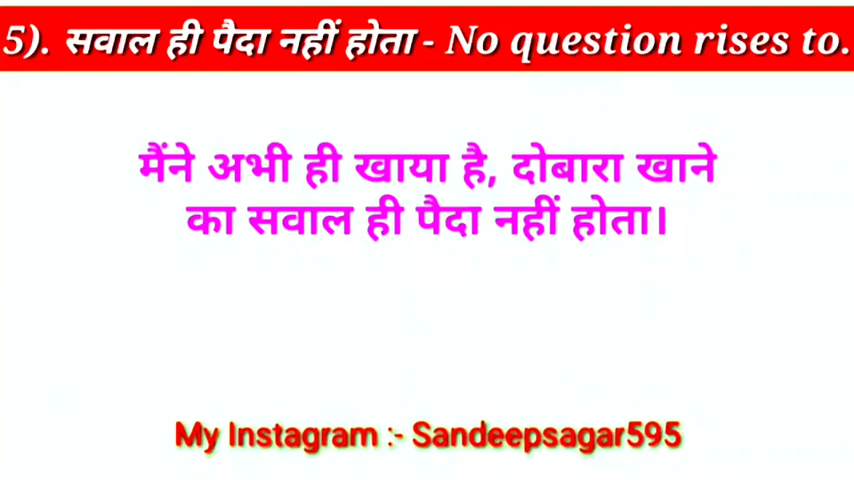 5). सवाल ही पैदा नहीं होता - No question rises to.
मैंने अभी ही खाया है, दोबारा खाने
का सवाल ही पैदा नहीं होता।
My Instagram :- Sandeepsagar595